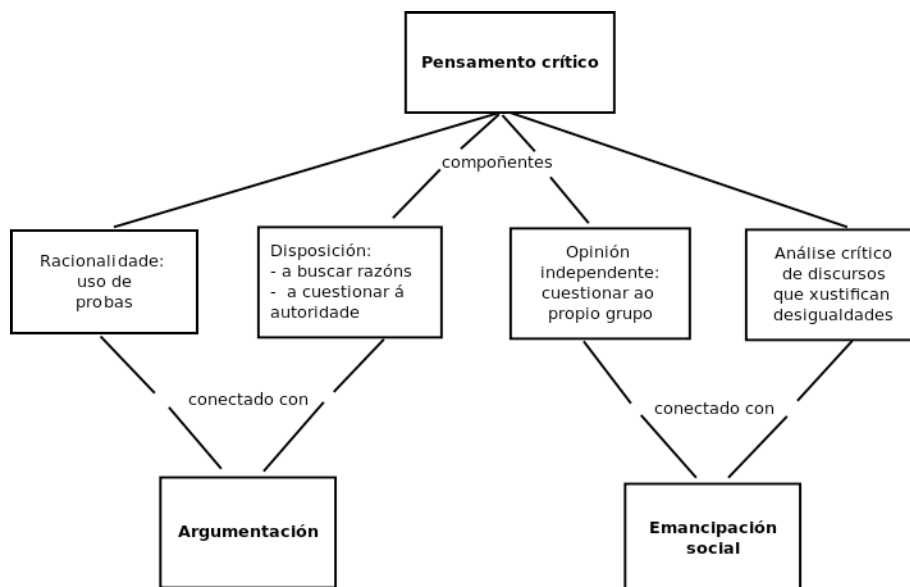 Pensamento crítico
compoñentes
Racionalidade:
uso de
probas
Disposición:
- a buscar razóns
- a cuestionar á
autoridade
Opinión
independente:
cuestionar ao
propio grupo
Análise crítico
de discursos
que xustifican
desigualdades
conectado con
conectado con
Argumentación
Emancipación
social